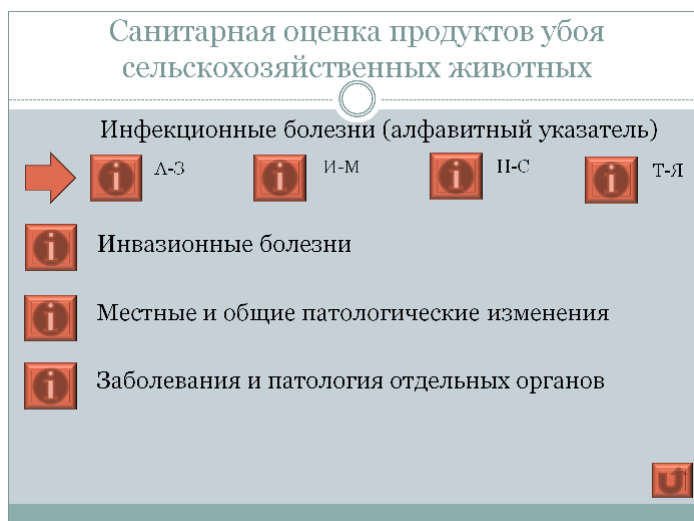 Санитарная оценка продуктов убоя
сельскохозяйственных животных
Инфекционные болезни (алфавитный указатель)
А-З И-М Н-С Т-Я
Инвазионные болезни
Местные и общие патологические изменения
Заболевания и патология отдельных органов